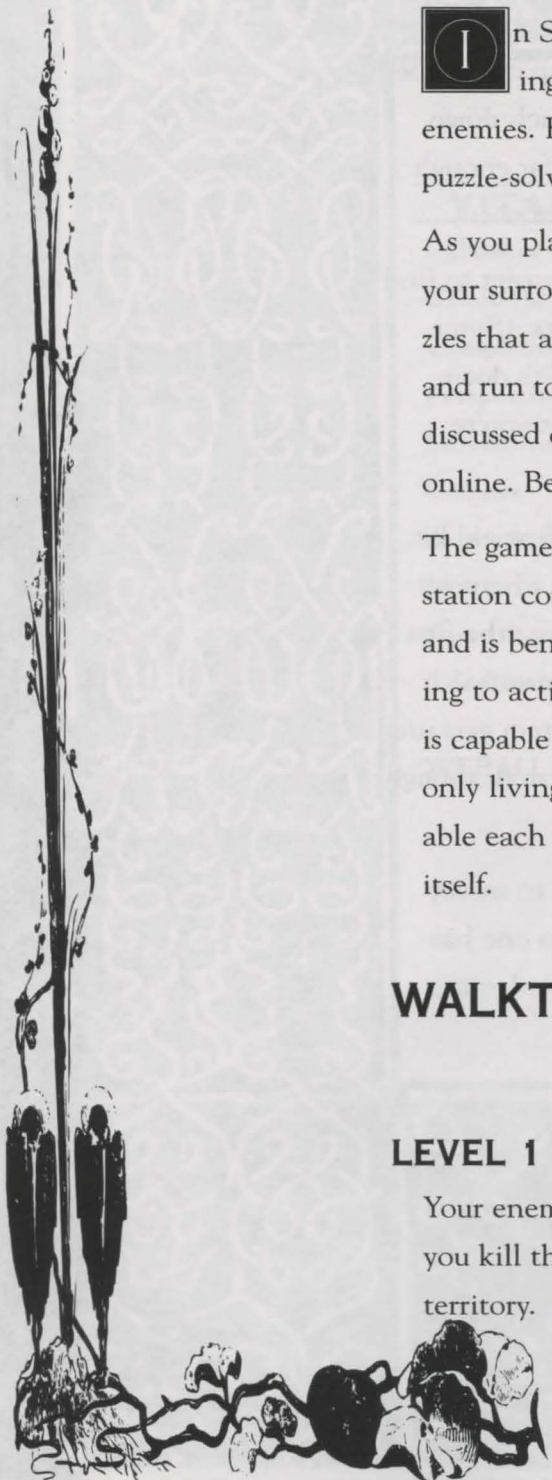 In S
ing
enemies. 
puzzle-solv
As you pla
your surro
zles that a
and run to
discussed
online. Be
The game
station co
and is ben
ing to acti
is capable
only living
able each
itself.
WALKT
LEVEL 1
Your enem
you kill th
territory.